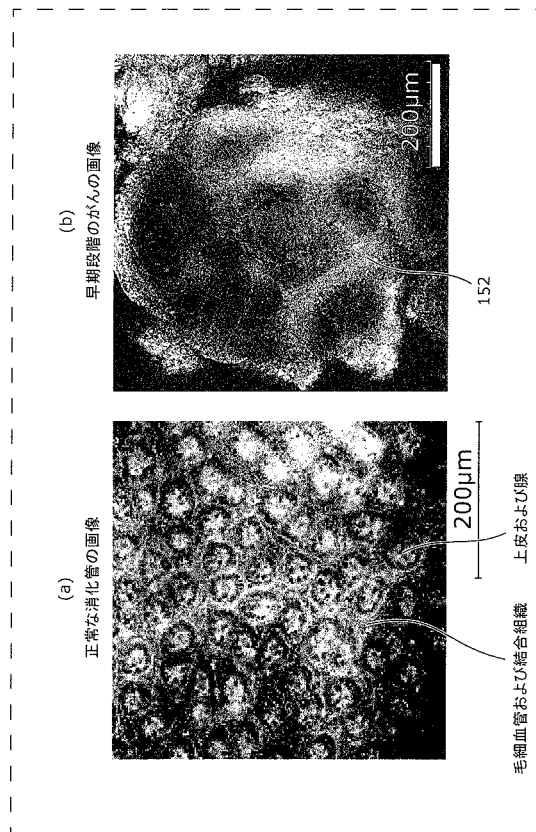 (a)
正常な消化管の画像
200μm
毛細血管および結合組織
上皮および腺
(b)
早期段階のがんの画像
200μm
152